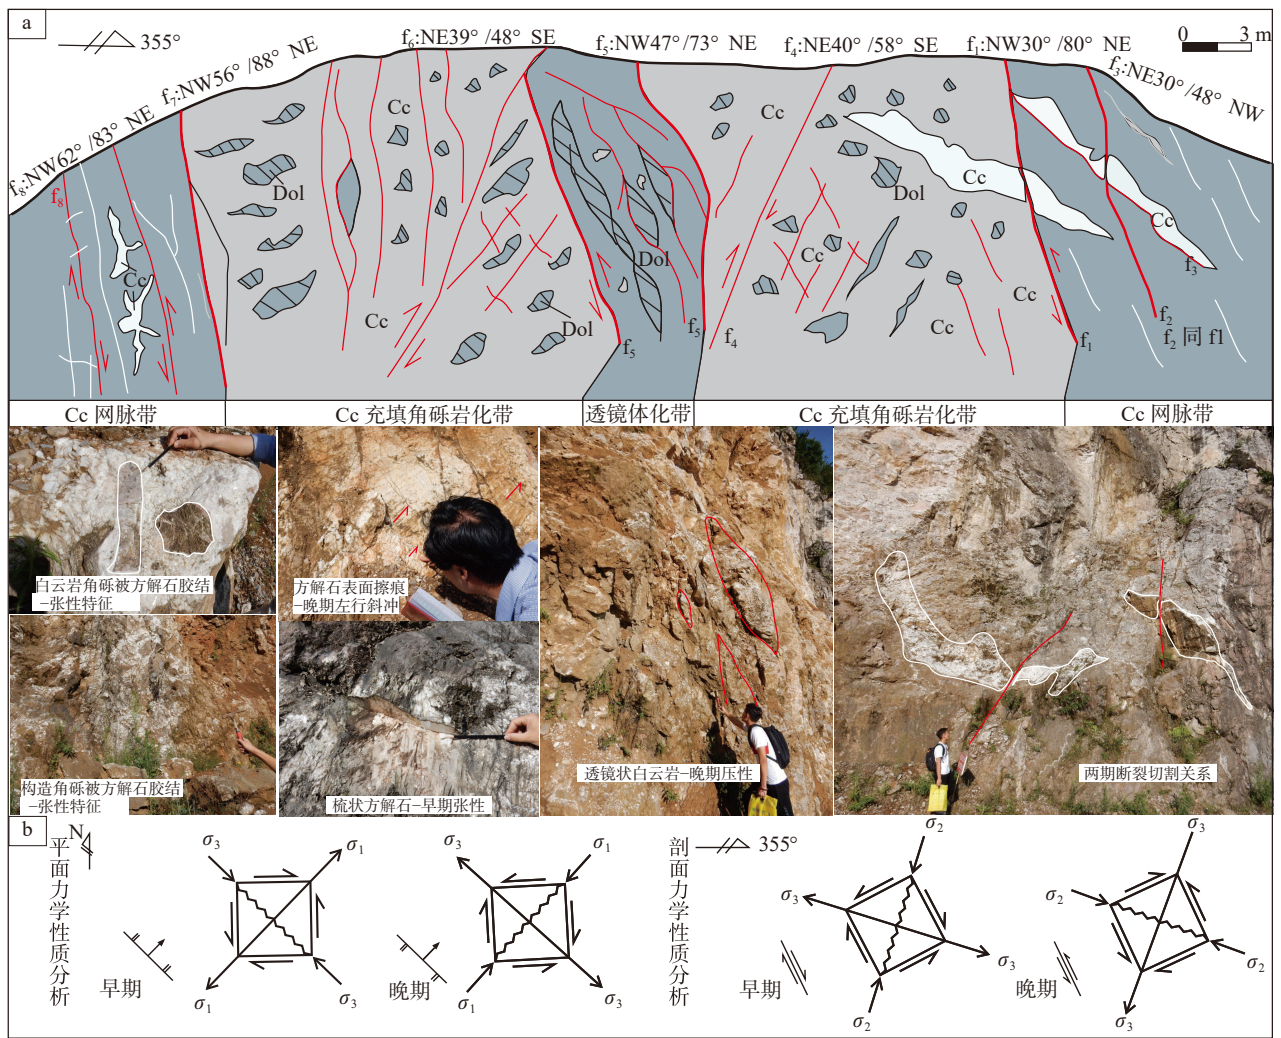 a
355°
f8:NW62° /83° NE
f7:NW56° /88° NE
f6:NE39° /48° SE
f5:NW47° /73° NE
f4:NE40° /58° SE
f1:NW30° /80° NE
f3:NE30° /48° NW
0 3 m
f8
Cc
Cc
Dol
Cc
Dol
Dol
f5
f5
f4
Cc
Dol
Cc
Cc
Cc
Cc
Cc
f3
f1
f2
f2 同 f1
Cc 网脉带
Cc 充填角砾岩化带
透镜体化带
Cc 充填角砾岩化带
Cc 网脉带
白云岩角砾被方解石胶结
–张性特征
方解石表面擦痕
–晚期左行斜冲
构造角砾被方解石胶结
–张性特征
梳状方解石–早期张性
透镜状白云岩–晚期压性
两期断裂切割关系
b
N
平面力学性质分析
早期
σ3
σ1
σ1
σ3
晚期
σ3
σ1
σ1
σ3
剖面力学性质分析
355°
早期
σ2
σ3
σ3
σ2
晚期
σ3
σ2
σ2
σ3